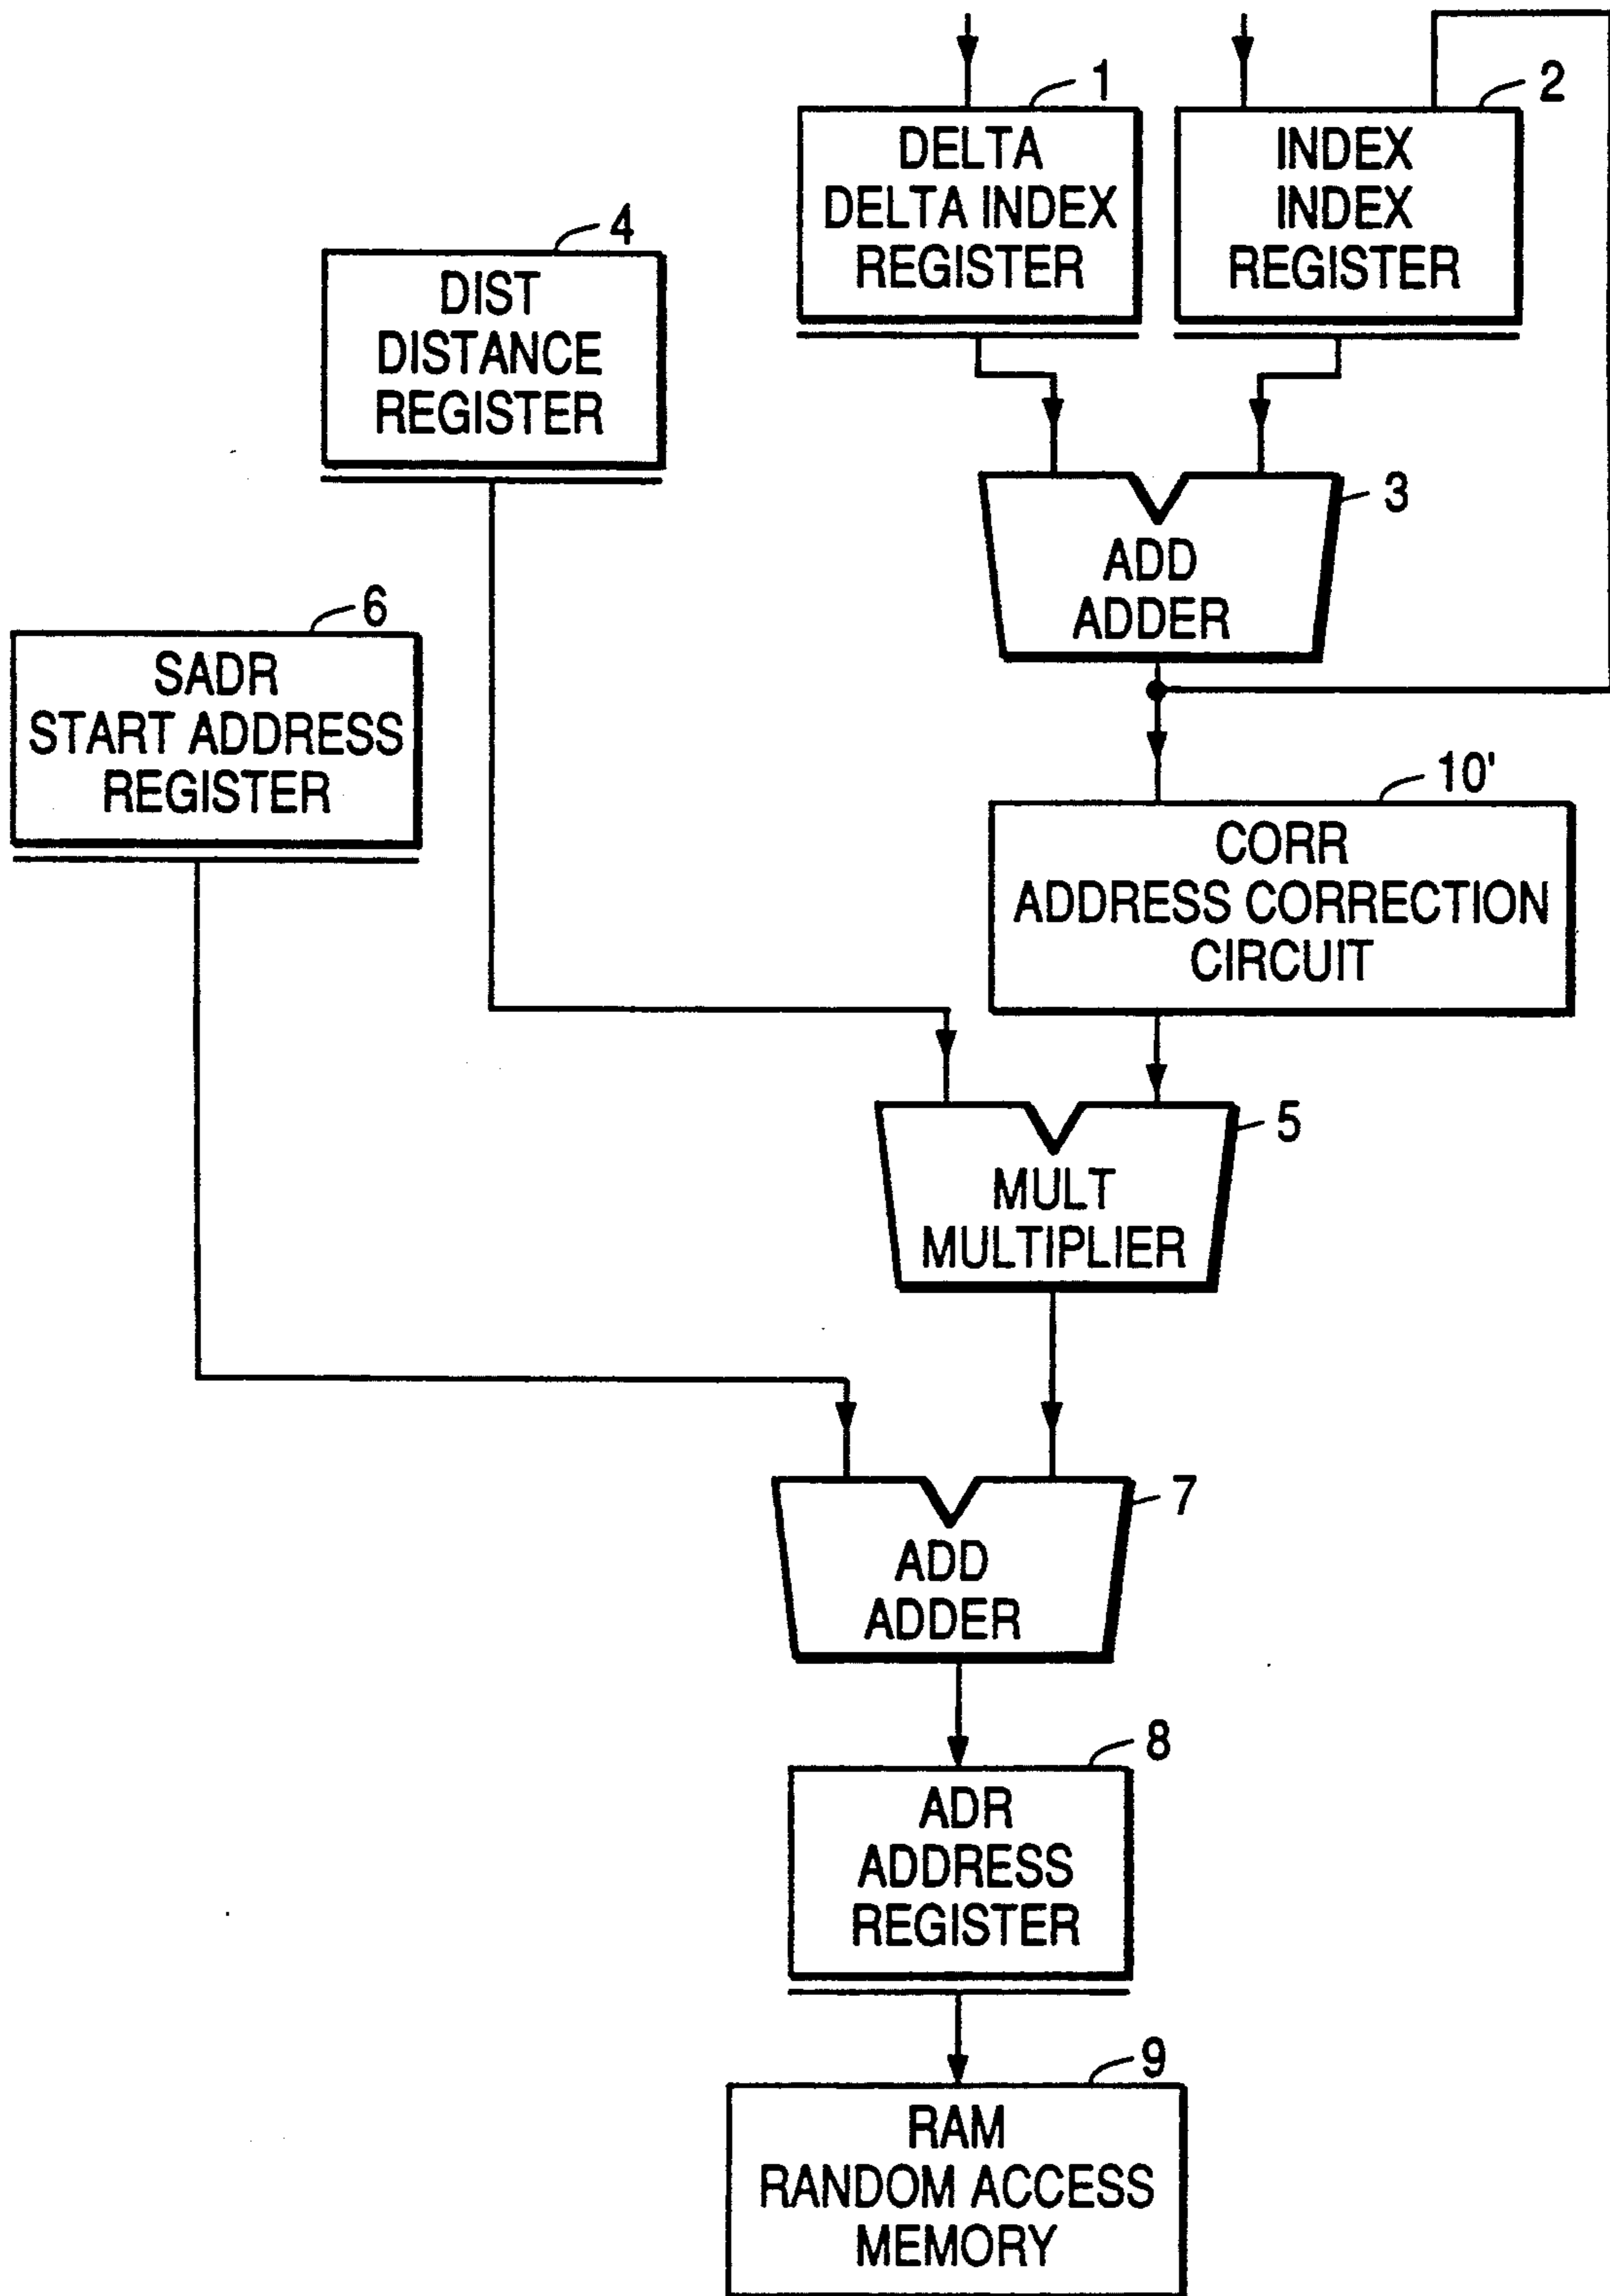 1
DELTA
DELTA INDEX
REGISTER
2
INDEX
INDEX
REGISTER
4
DIST
DISTANCE
REGISTER
3
ADD
ADDER
6
SADR
START ADDRESS
REGISTER
10'
CORR
ADDRESS CORRECTION
CIRCUIT
5
MULT
MULTIPLIER
7
ADD
ADDER
8
ADR
ADDRESS
REGISTER
9
RAM
RANDOM ACCESS
MEMORY